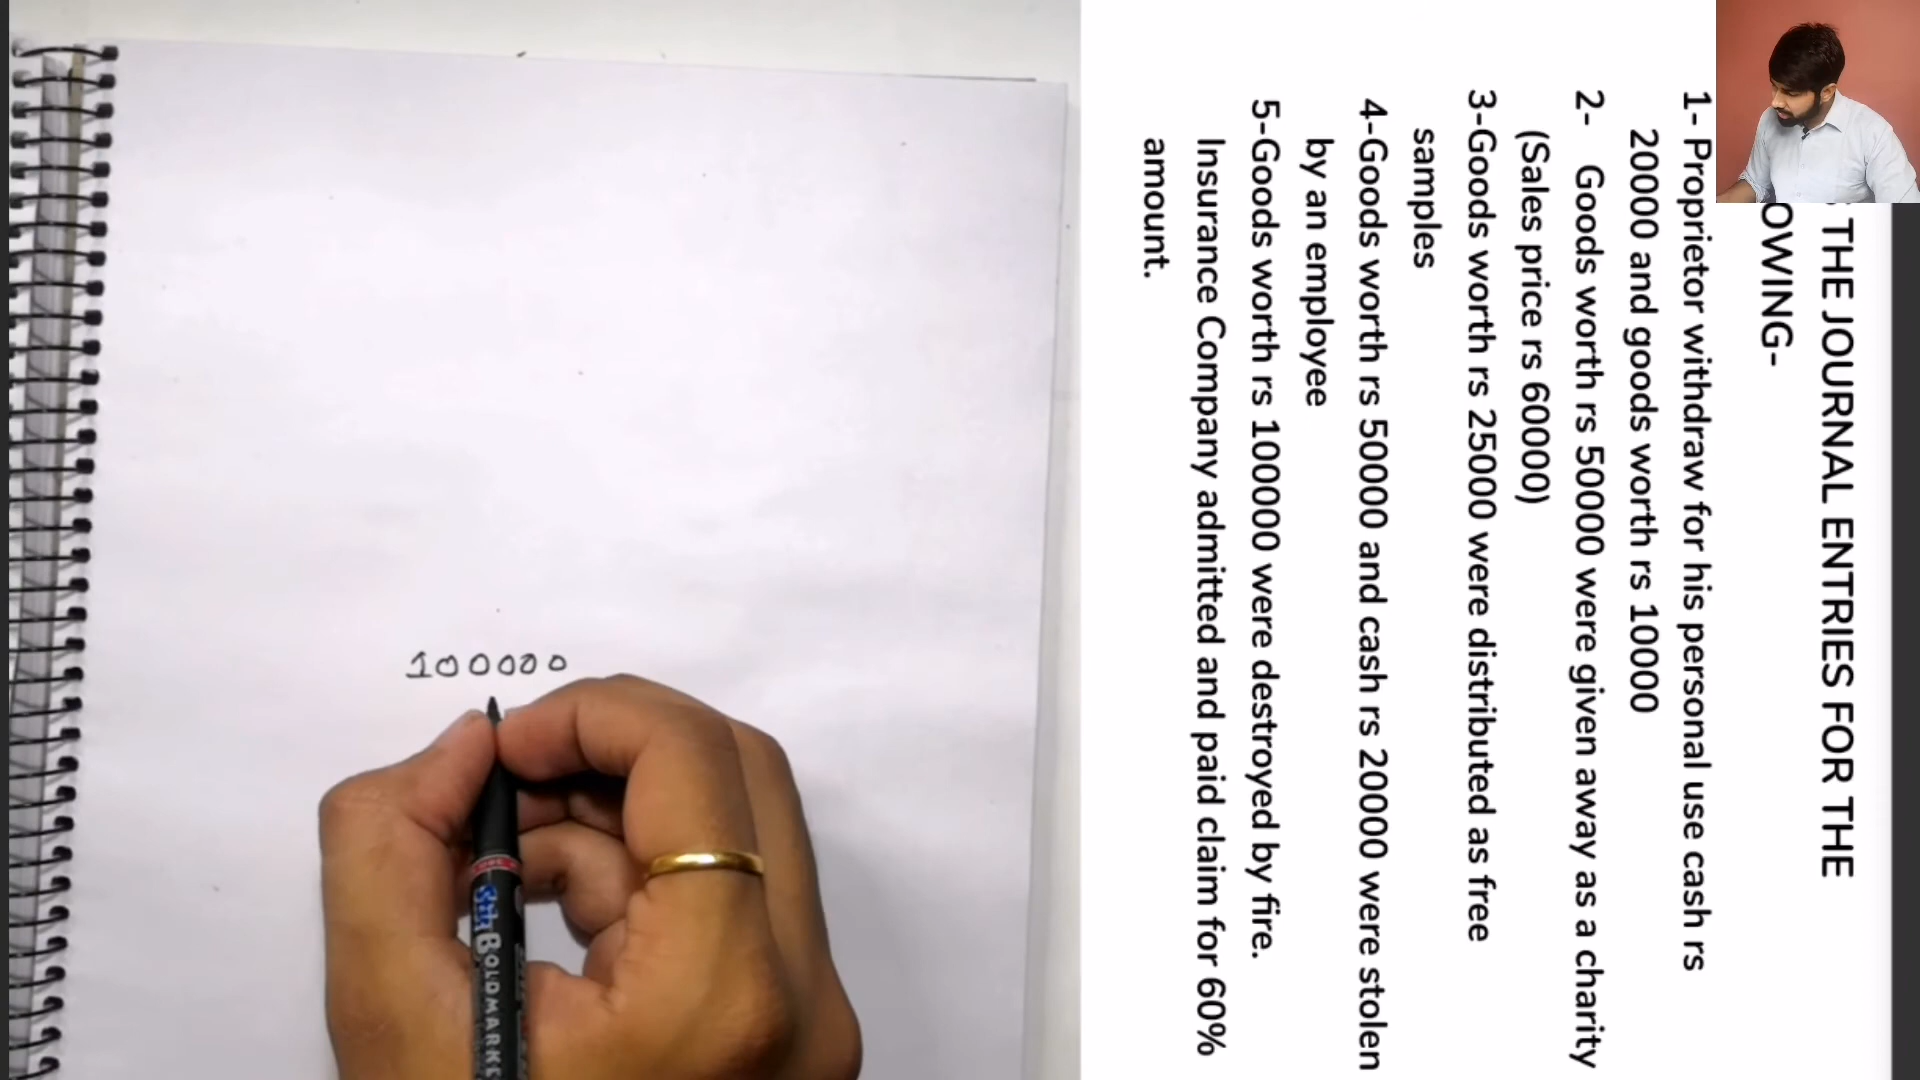 THE JOURNAL ENTRIES FOR THE
OWING-
1- Proprietor withdraw for his personal use cash rs
20000 and goods worth rs 10000
2- Goods worth rs 50000 were given away as a charity
(Sales price rs 60000)
3-Goods worth rs 25000 were distributed as free
samples
4-Goods worth rs 50000 and cash rs 20000 were stolen
by an employee
5-Goods worth rs 100000 were destroyed by fire.
Insurance Company admitted and paid claim for 60%
amount.
100000
BOLDMARKE